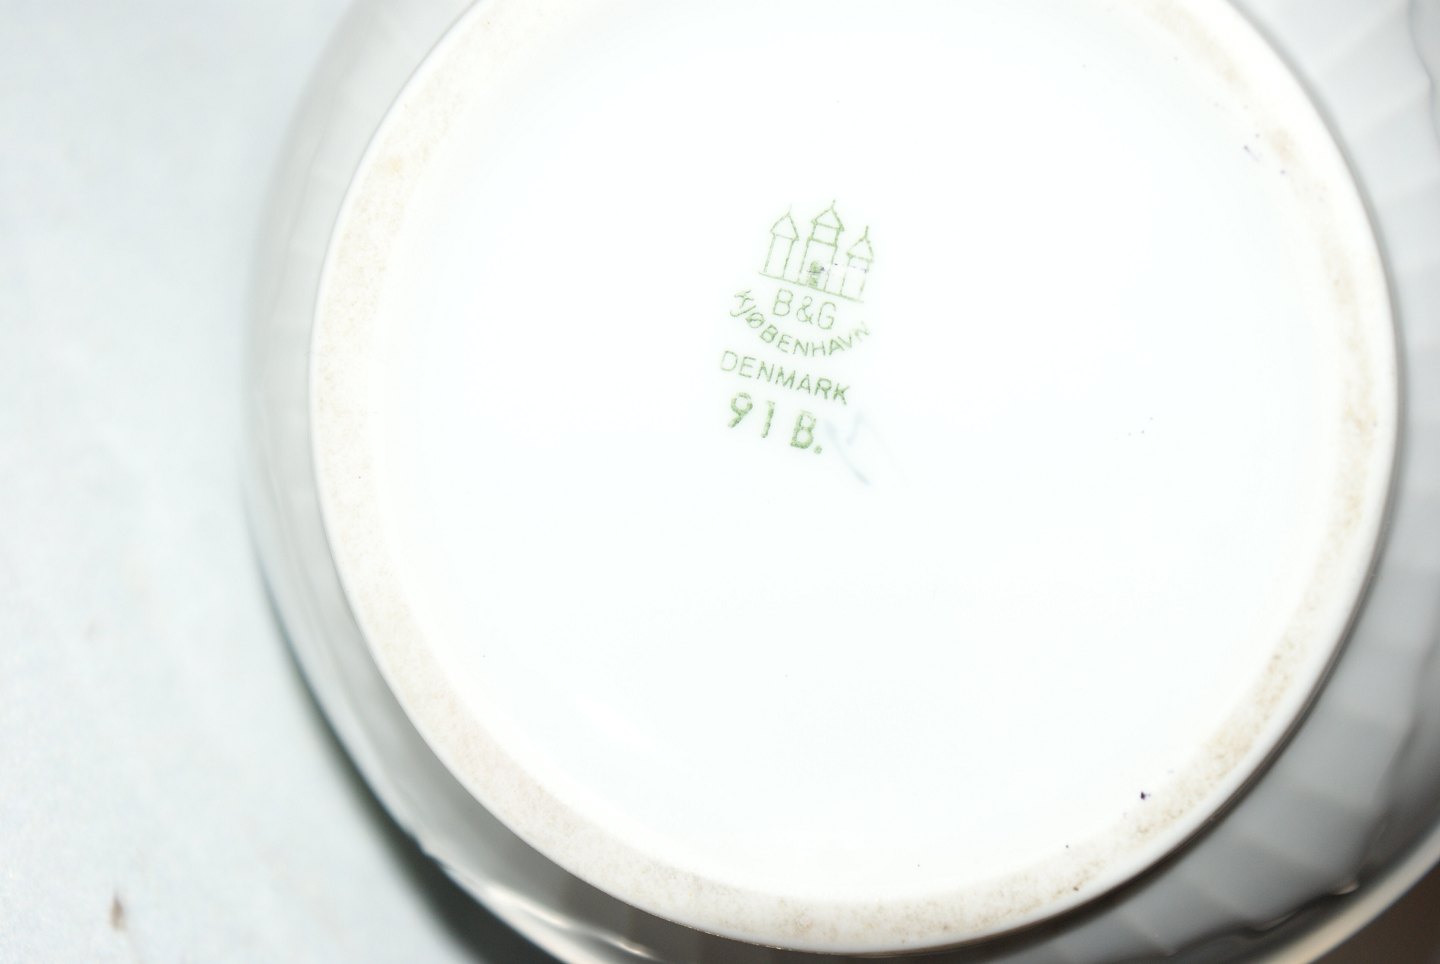 B&G
KJØBENHAVN
DENMARK
91 B.